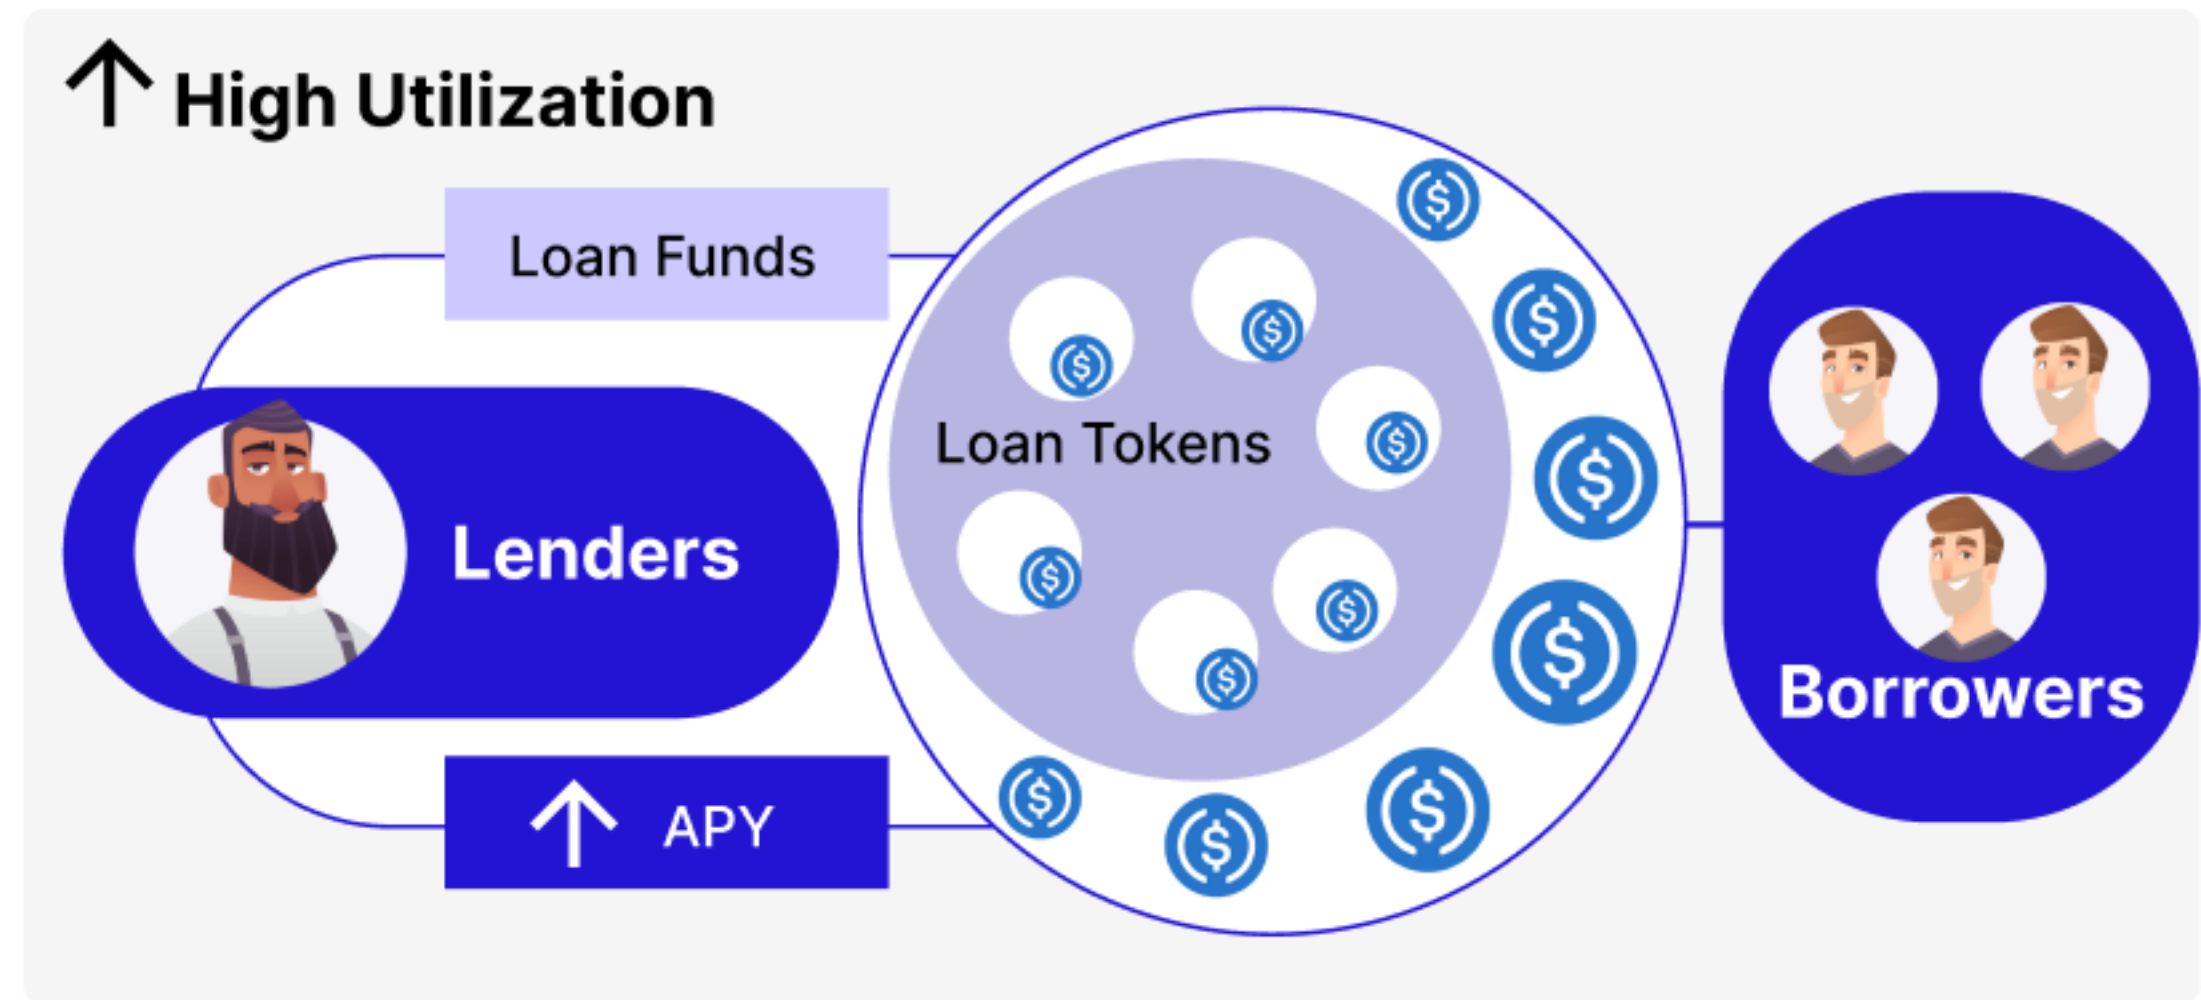 High Utilization
Loan Funds
Loan Tokens
Lenders
APY
Borrowers